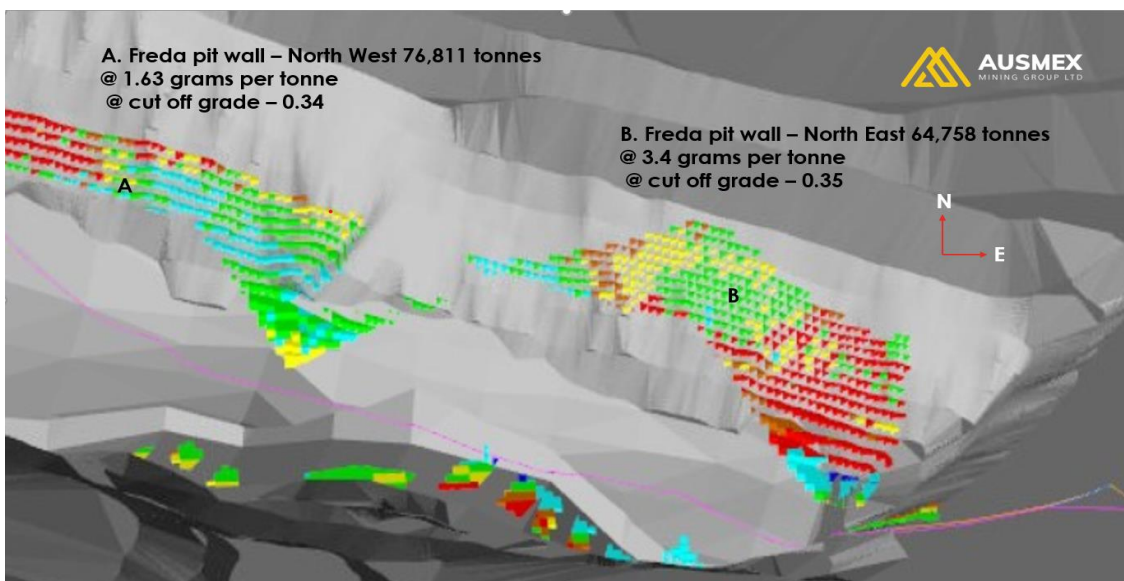 A. Freda pit wall – North West 76,811 tonnes
@ 1.63 grams per tonne
@ cut off grade – 0.34
AUSMEX
MINING GROUP LTD
B. Freda pit wall – North East 64,758 tonnes
@ 3.4 grams per tonne
@ cut off grade – 0.35
A
N
E
B